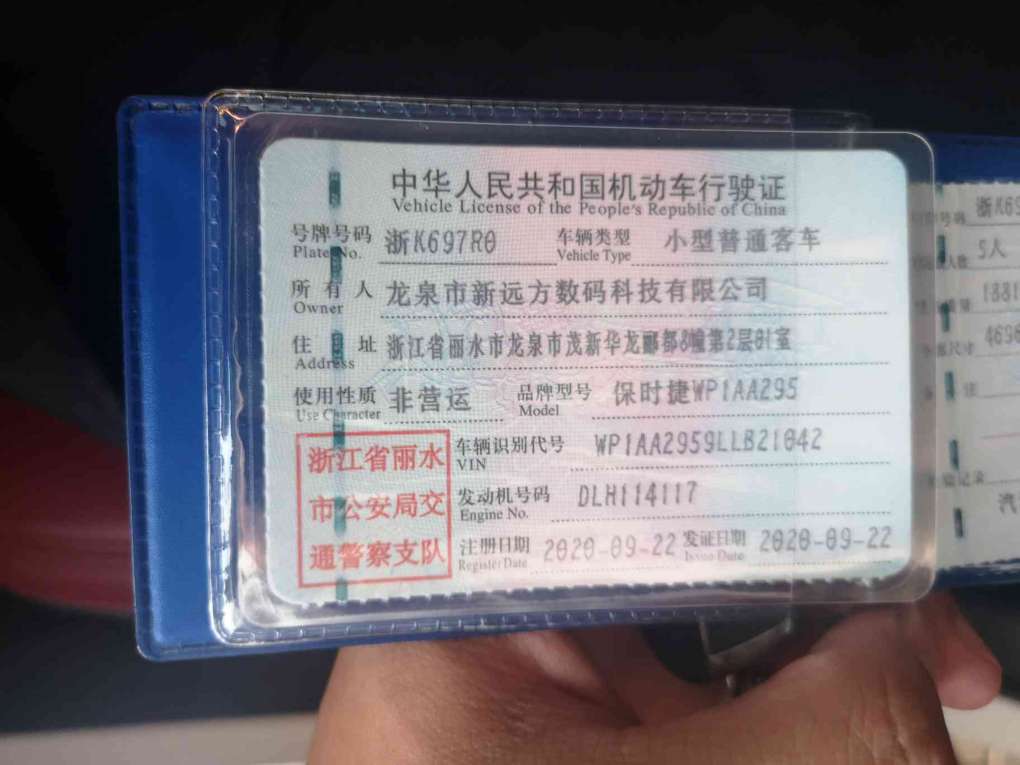 中华人民共和国机动车行驶证
Vehicle License of the People's Republic of China
号牌号码 浙K697R0 车辆类型 小型普通客车
Plate No. Vehicle Type
所有人 龙泉市新远方数码科技有限公司
Owner
住址 浙江省丽水市龙泉市茂新华龙郦都8幢第2层01室
Address
使用性质 非营运 品牌型号 保时捷WP1AA295
Use Character Model
浙江省丽水
市公安局交
通警察支队
车辆识别代号 WP1AA2959LLB21042
VIN
发动机号码 DLH114117
Engine No.
注册日期 2020-09-22 发证日期 2020-09-22
Register Date Issue Date
浙K69
5人
1881
4696
汽